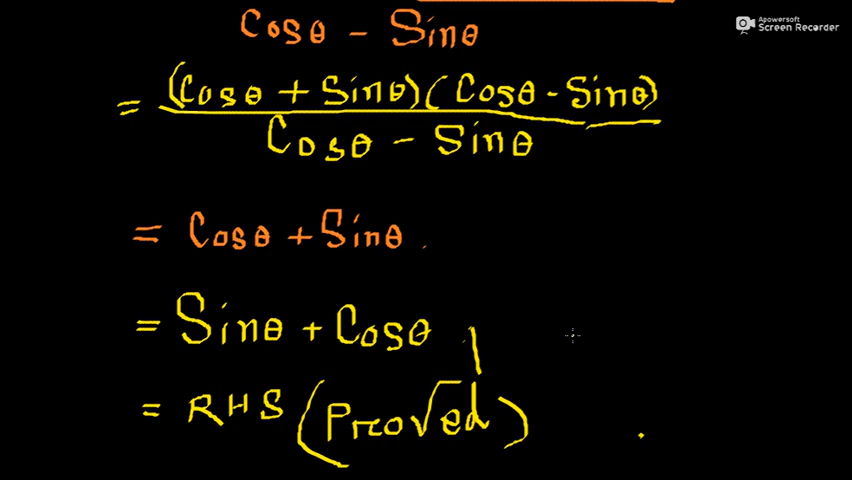 Apowersoft
Screen Recorder
Cosθ - Sinθ
= (Cosθ + Sinθ)(Cosθ - Sinθ)
Cosθ - Sinθ
= Cosθ + Sinθ.
= Sinθ + Cosθ
= RHS (Proved)